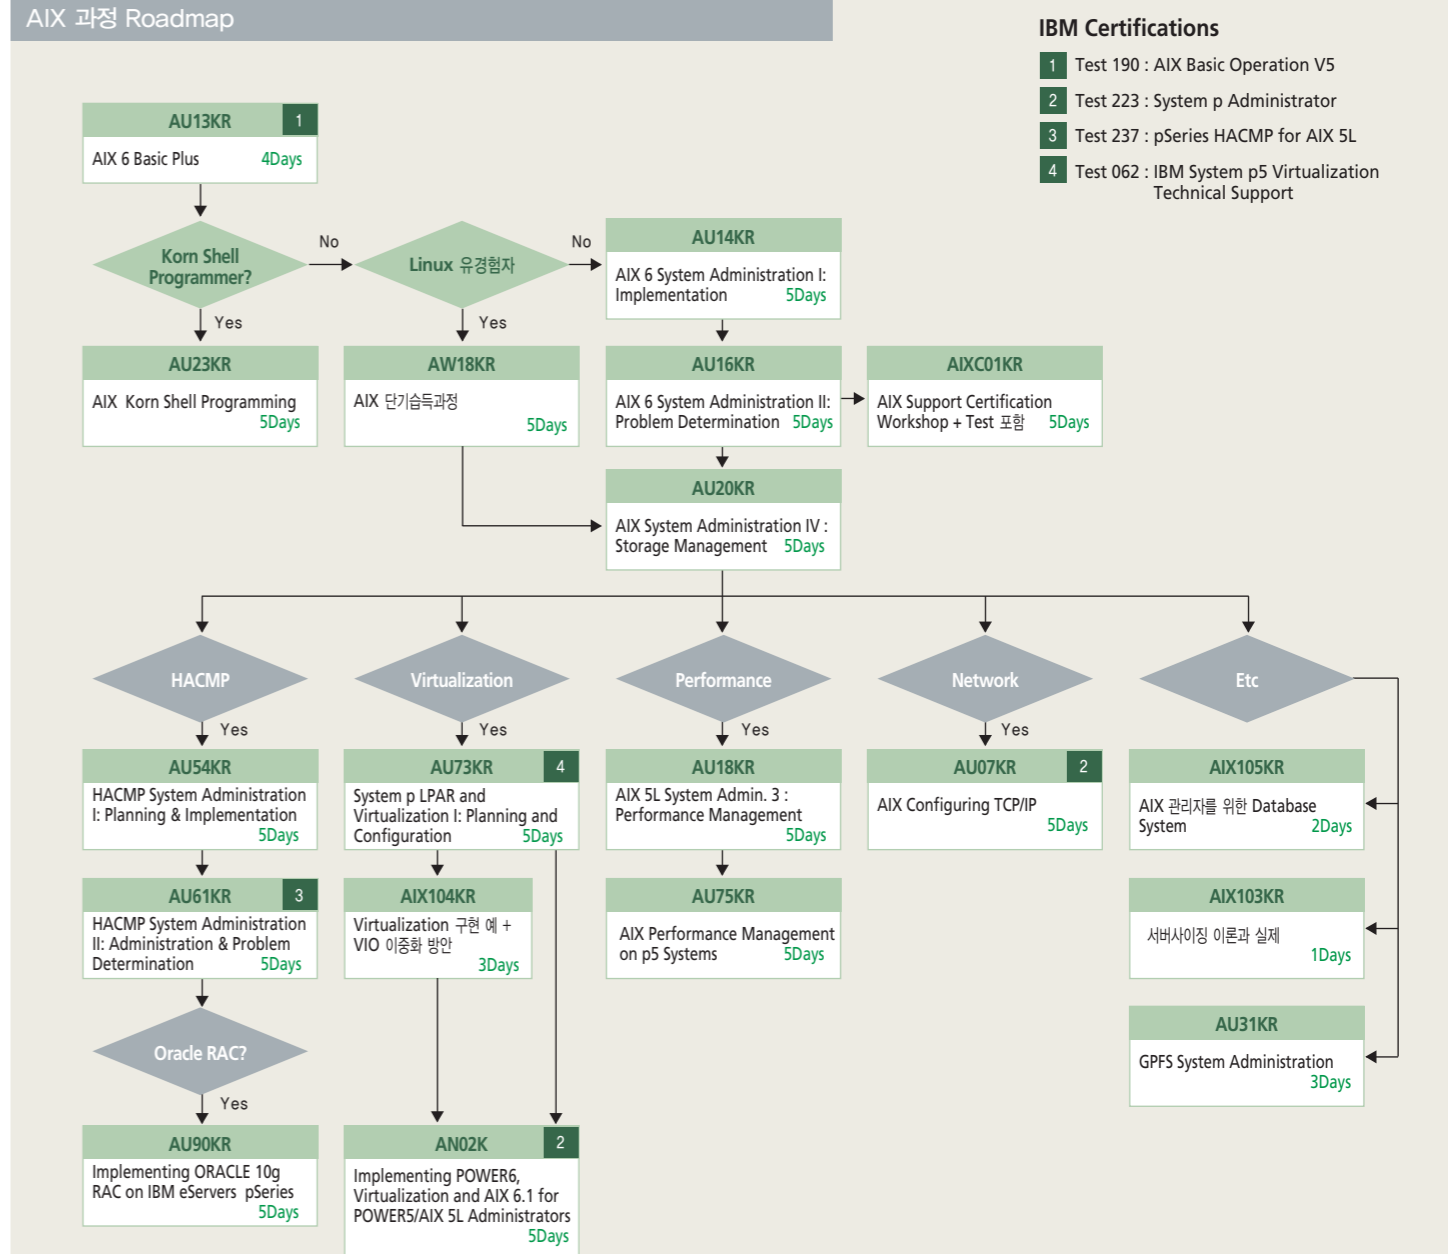 AIX 과정 Roadmap
IBM Certifications
1 Test 190 : AIX Basic Operation V5
2 Test 223 : System p Administrator
3 Test 237 : pSeries HACMP for AIX 5L
4 Test 062 : IBM System p5 Virtualization
Technical Support
AU13KR 1
AIX 6 Basic Plus 4Days
Korn Shell
Programmer?
No
Yes
Linux 유경험자
No
Yes
AU14KR
AIX 6 System Administration I:
Implementation 5Days
AU23KR
AIX Korn Shell Programming
5Days
AW18KR
AIX 단기습득과정
5Days
AU16KR
AIX 6 System Administration II:
Problem Determination 5Days
AIXC01KR
AIX Support Certification
Workshop + Test 포함 5Days
AU20KR
AIX System Administration IV :
Storage Management 5Days
HACMP
Yes
Virtualization
Yes
Performance
Yes
Network
Yes
Etc
AU54KR
HACMP System Administration
I: Planning & Implementation
5Days
AU73KR 4
System p LPAR and
Virtualization I: Planning and
Configuration 5Days
AU18KR
AIX 5L System Admin. 3 :
Performance Management
5Days
AU07KR 2
AIX Configuring TCP/IP
5Days
AIX105KR
AIX 관리자를 위한 Database
System 2Days
AU61KR 3
HACMP System Administration
II: Administration & Problem
Determination 5Days
AIX104KR
Virtualization 구현 예 +
VIO 이중화 방안
3Days
AU75KR
AIX Performance Management
on p5 Systems 5Days
AIX103KR
서버사이징 이론과 실제
1Days
Oracle RAC?
Yes
AU31KR
GPFS System Administration
3Days
AU90KR
Implementing ORACLE 10g
RAC on IBM eServers pSeries
5Days
AN02K 2
Implementing POWER6,
Virtualization and AIX 6.1 for
POWER5/AIX 5L Administrators
5Days